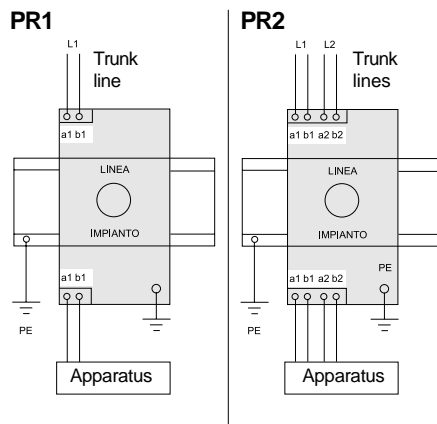 PR1
L1
Trunk
line
a1 b1
LINEA
IMPIANTO
a1 b1
PE
Apparatus
PR2
L1 L2
Trunk
lines
a1 b1 a2 b2
LINEA
IMPIANTO
PE
a1 b1 a2 b2
PE
Apparatus